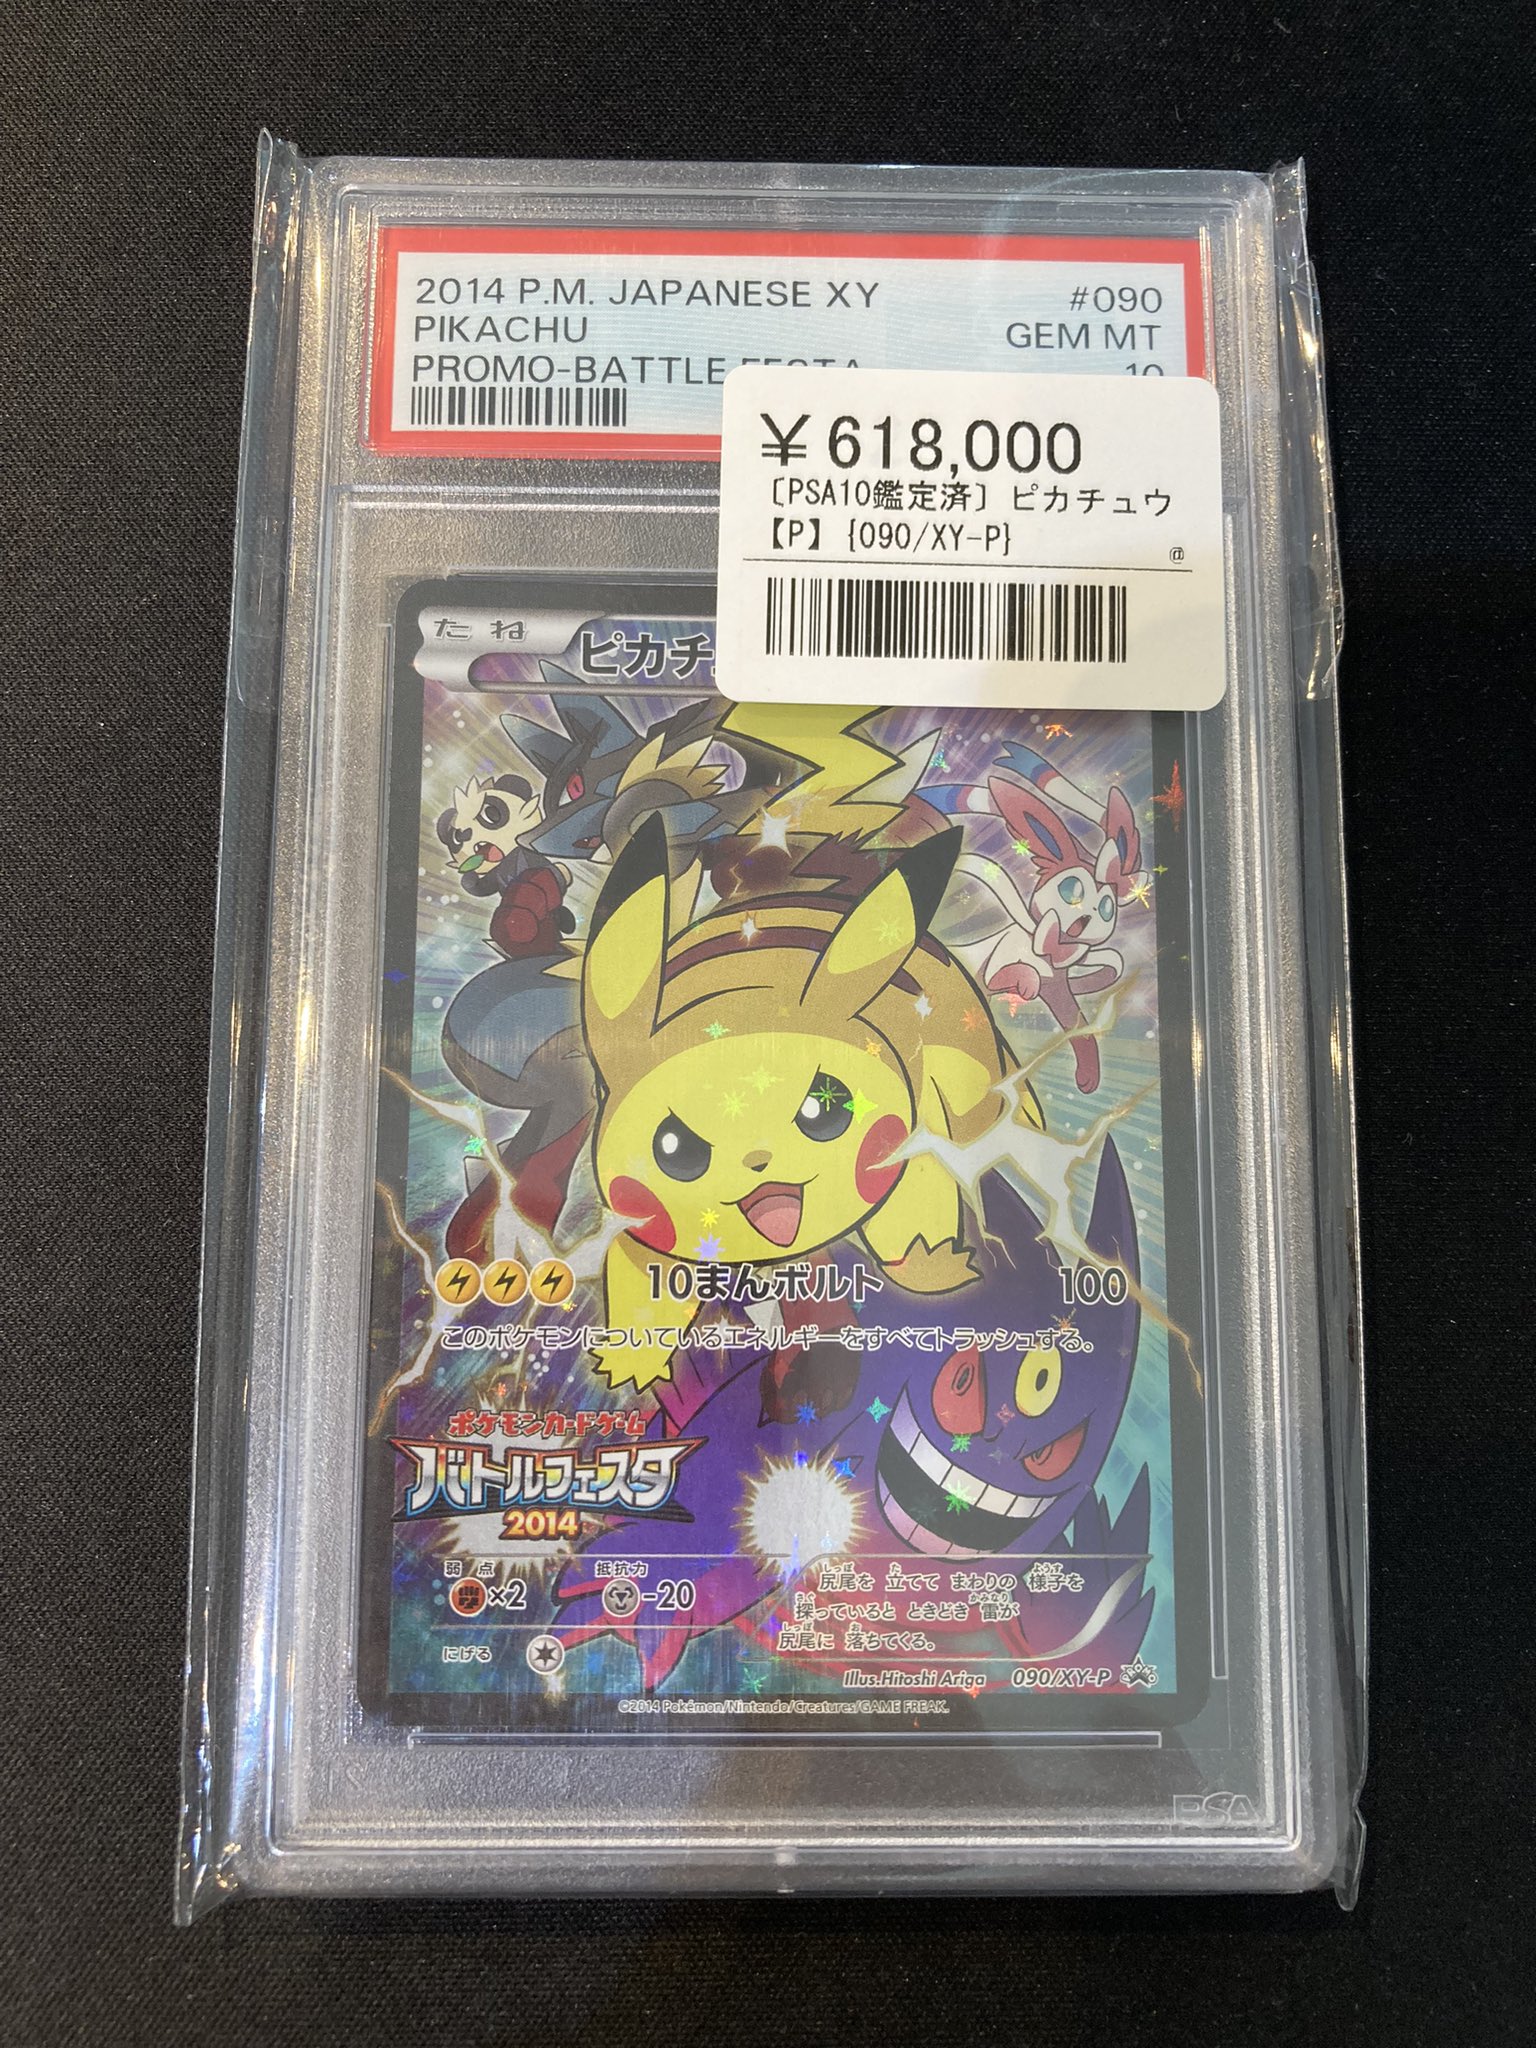 2014 P.M. JAPANESE XY #090
PIKACHU GEM MT
PROMO-BATTLE FESTA 10
¥618,000
〔PSA10鑑定済〕ピカチュウ
【P】{090/XY-P}
@
たね ピカチュ
10まんボルト 100
このポケモンについているエネルギーをすべてトラッシュする。
ポケモンカードゲーム
バトルフェスタ
2014
弱点 抵抗力
×2 -20
にげる
尻尾を 立てて まわりの 様子を
探っていると ときどき 雷が
尻尾に 落ちてくる。
Illus.Hitoshi Ariga 090/XY-P
©2014 Pokémon/Nintendo/Creatures/GAME FREAK.
PSA